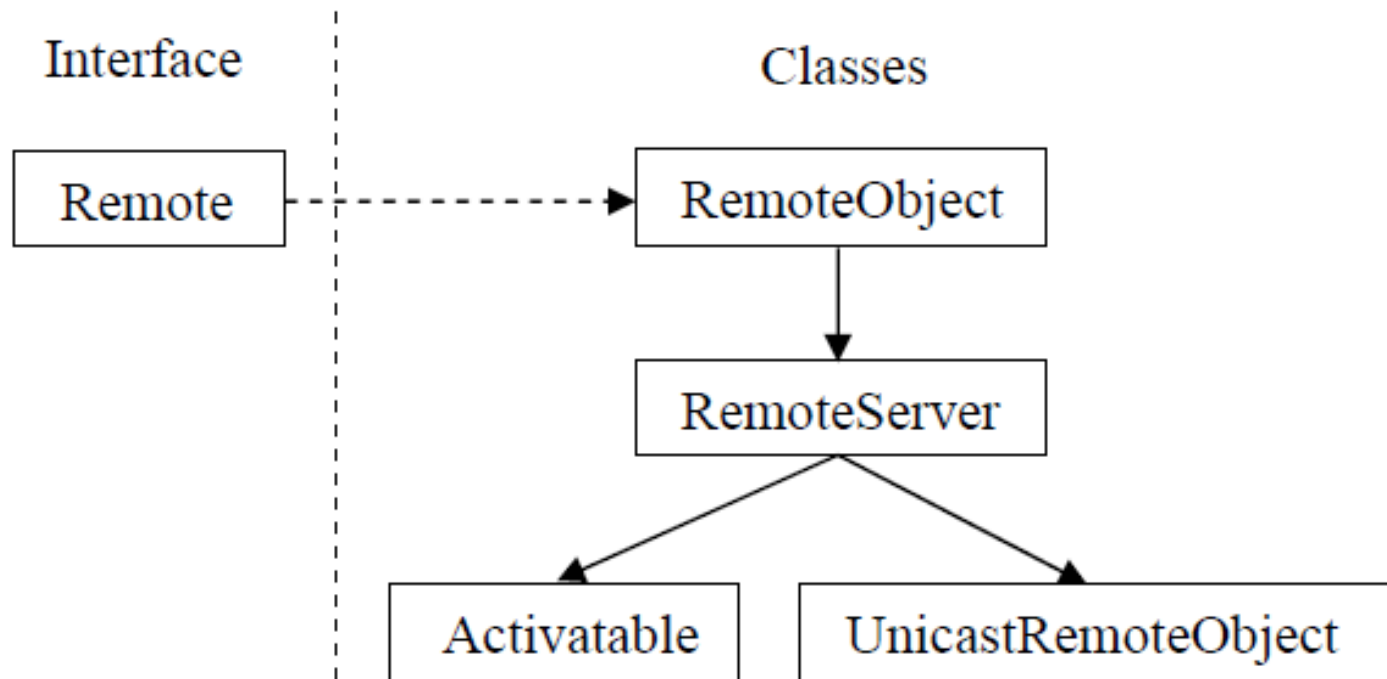 Interface
Classes
Remote
RemoteObject
RemoteServer
Activatable
UnicastRemoteObject